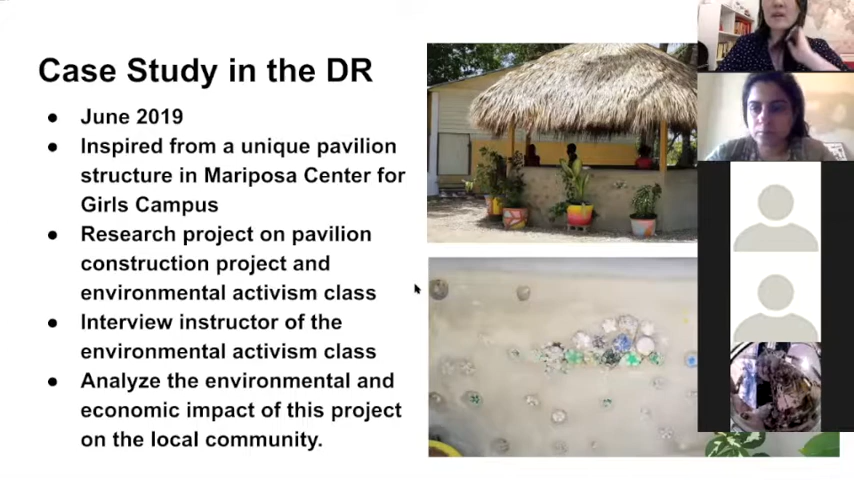 Case Study in the DR
● June 2019
● Inspired from a unique pavilion
structure in Mariposa Center for
Girls Campus
● Research project on pavilion
construction project and
environmental activism class
● Interview instructor of the
environmental activism class
● Analyze the environmental and
economic impact of this project
on the local community.